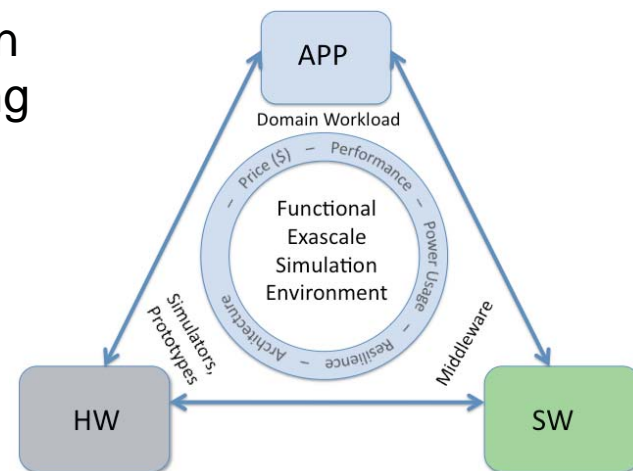 APP
Domain Workload
– Price ($) – Performance – Power Usage – Resilience – Architecture
Functional
Exascale
Simulation
Environment
Simulators,
Prototypes
Middleware
HW
SW